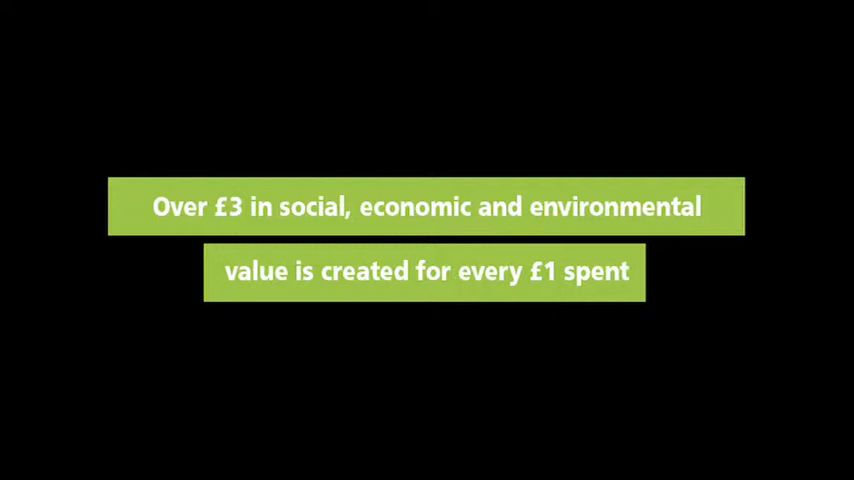 Over £3 in social, economic and environmental
value is created for every £1 spent